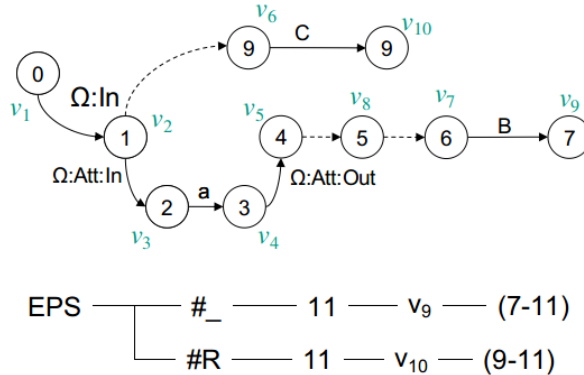 v6 C v10
0 9 9
v1 Ω:In v2 v5 v8 v7 v9
1 4 5 6 B 7
Ω:Att:In a Ω:Att:Out
2 3
v3 v4
EPS #_ 11 v9 (7-11)
#R 11 v10 (9-11)